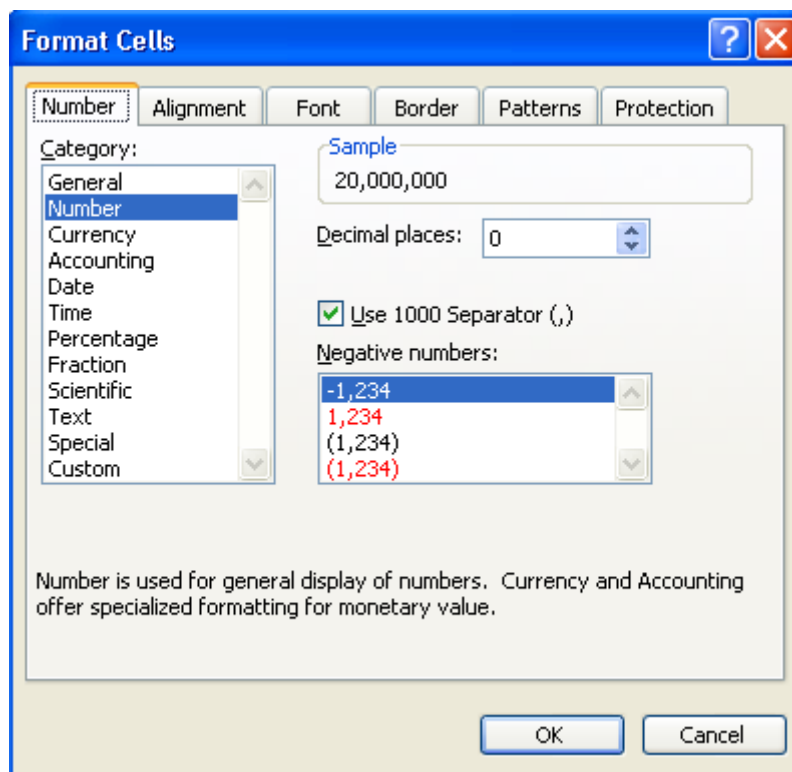 Format Cells
Number Alignment Font Border Patterns Protection
Category:
General
Number
Currency
Accounting
Date
Time
Percentage
Fraction
Scientific
Text
Special
Custom
Sample
20,000,000
Decimal places: 0
Use 1000 Separator (,)
Negative numbers:
-1,234
1,234
(1,234)
(1,234)
Number is used for general display of numbers. Currency and Accounting
offer specialized formatting for monetary value.
OK Cancel